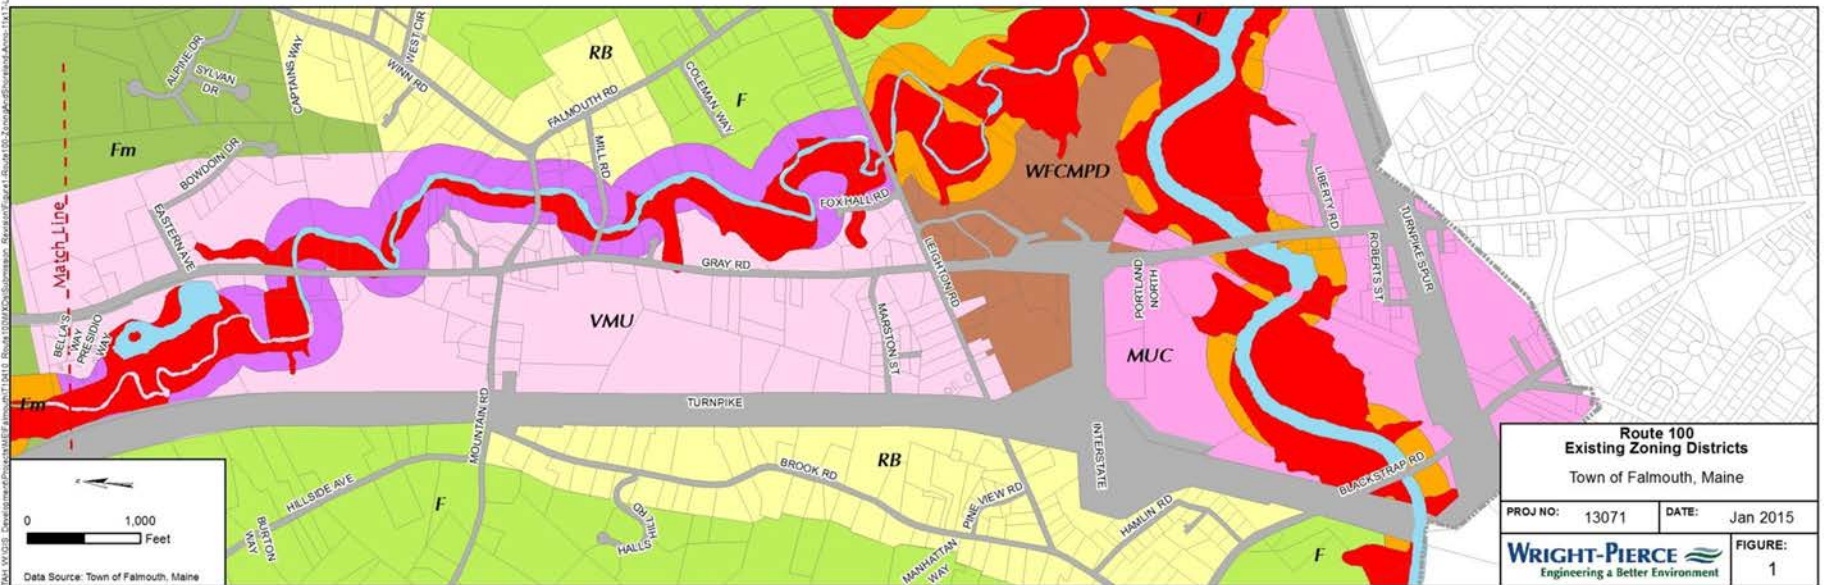 ALPINE DR
SYLVAN
DR
CAPTAINS WAY
WINN RD
WEST CIR
RB
FALMOUTH RD
COLEMAN WAY
F
F
Fm
BOWDOIN DR
MILL RD
WFCMPD
LIBERTY RD
EASTERN AVE
FOX HALL RD
Match_Line
GRAY RD
LEIGHTON RD
PORTLAND
NORTH
ROBERTS ST
TURNPIKE SPUR
BELLA'S
WAY
PRESIDIO
WAY
VMU
MARSTON ST
MUC
Fm
TURNPIKE
MOUNTAIN RD
INTERSTATE
BLACKSTRAP RD
HILLSIDE AVE
F
BROOK RD
RB
PINE VIEW RD
HAMLIN RD
BURTON
WAY
HALLS
HILL RD
MANHATTAN
WAY
F
0 1,000
Feet
Data Source: Town of Falmouth, Maine
Route 100
Existing Zoning Districts
Town of Falmouth, Maine
PROJ NO: 13071 DATE: Jan 2015
WRIGHT-PIERCE
Engineering a Better Environment
FIGURE:
1